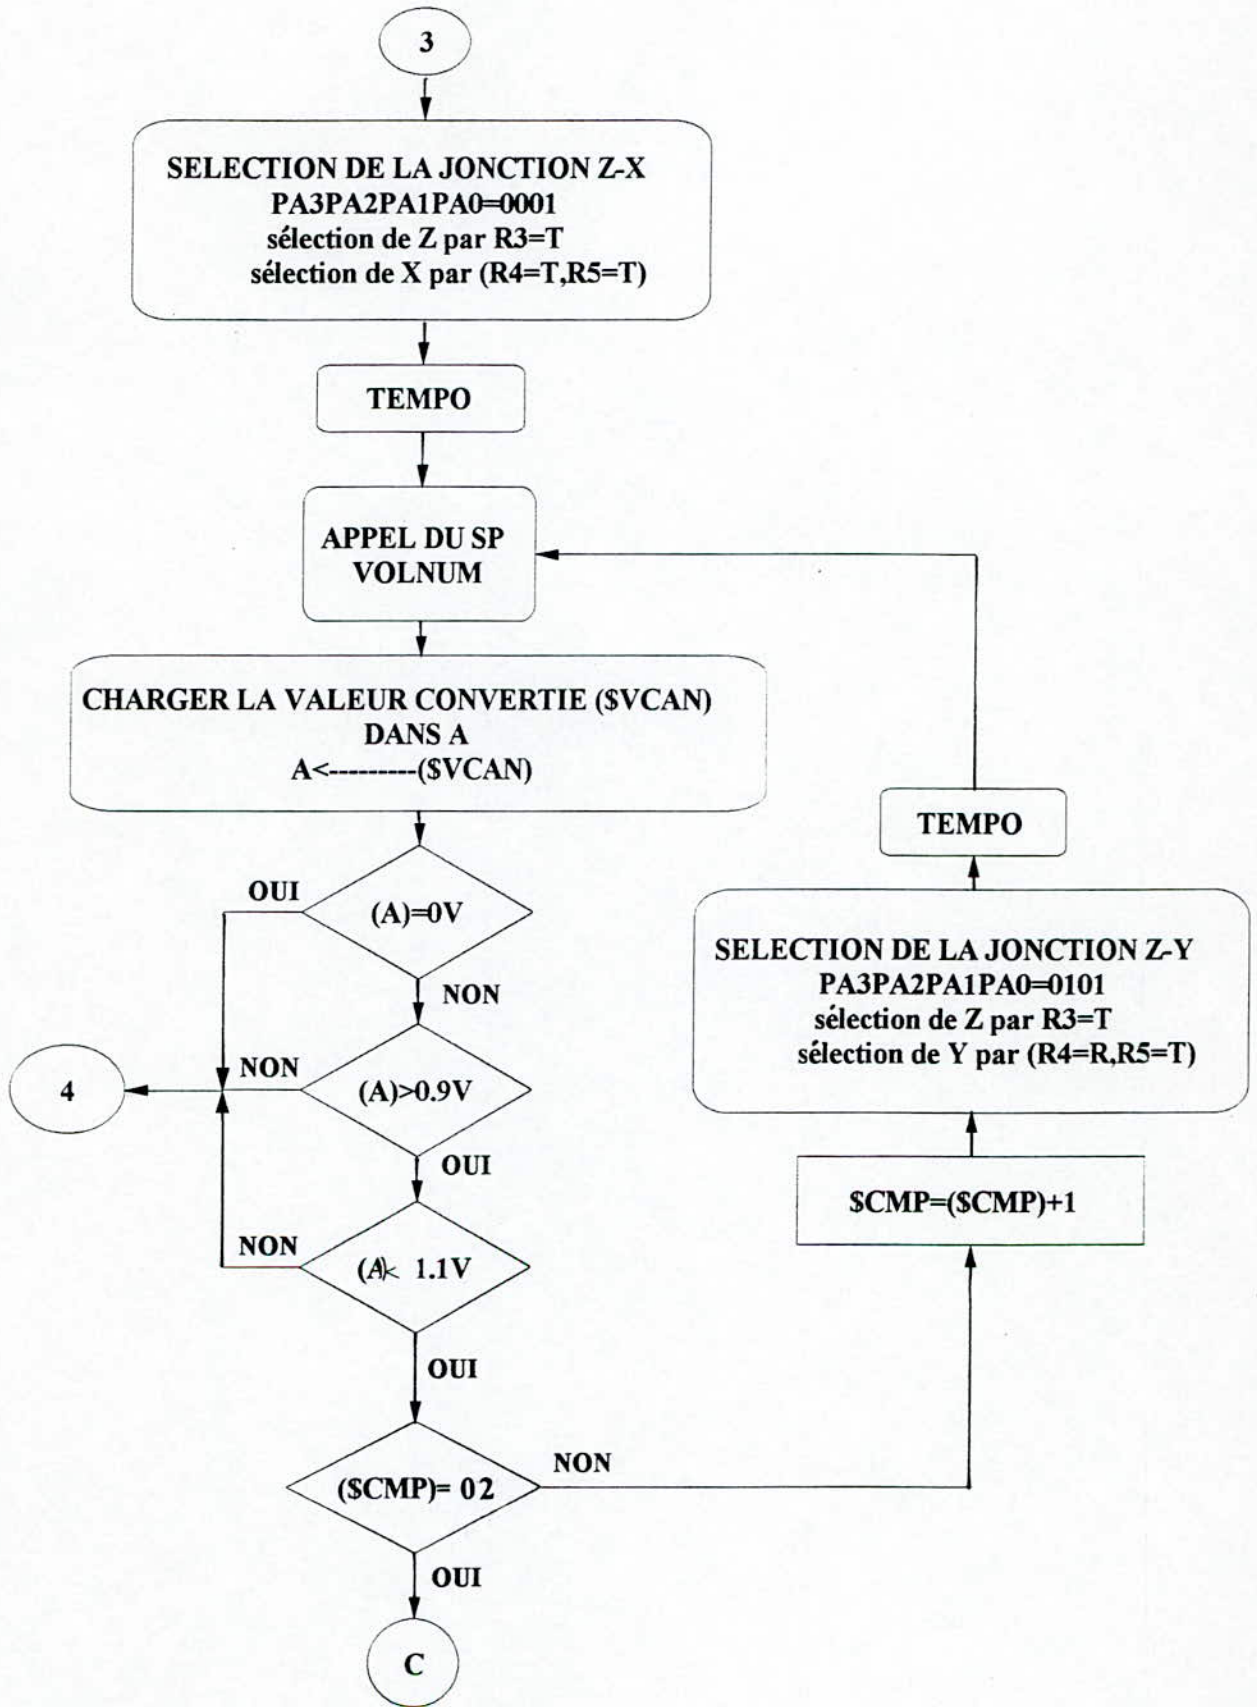 3
SELECTION DE LA JONCTION Z-X
PA3PA2PA1PA0=0001
sélection de Z par R3=T
sélection de X par (R4=T,R5=T)
TEMPO
APPEL DU SP
VOLNUM
CHARGER LA VALEUR CONVERTIE ($VCAN)
DANS A
A<---------($VCAN)
OUI
(A)=0V
NON
4
NON
(A)>0.9V
OUI
NON
(A)< 1.1V
OUI
($CMP)= 02
NON
OUI
C
TEMPO
SELECTION DE LA JONCTION Z-Y
PA3PA2PA1PA0=0101
sélection de Z par R3=T
sélection de Y par (R4=R,R5=T)
$CMP=($CMP)+1